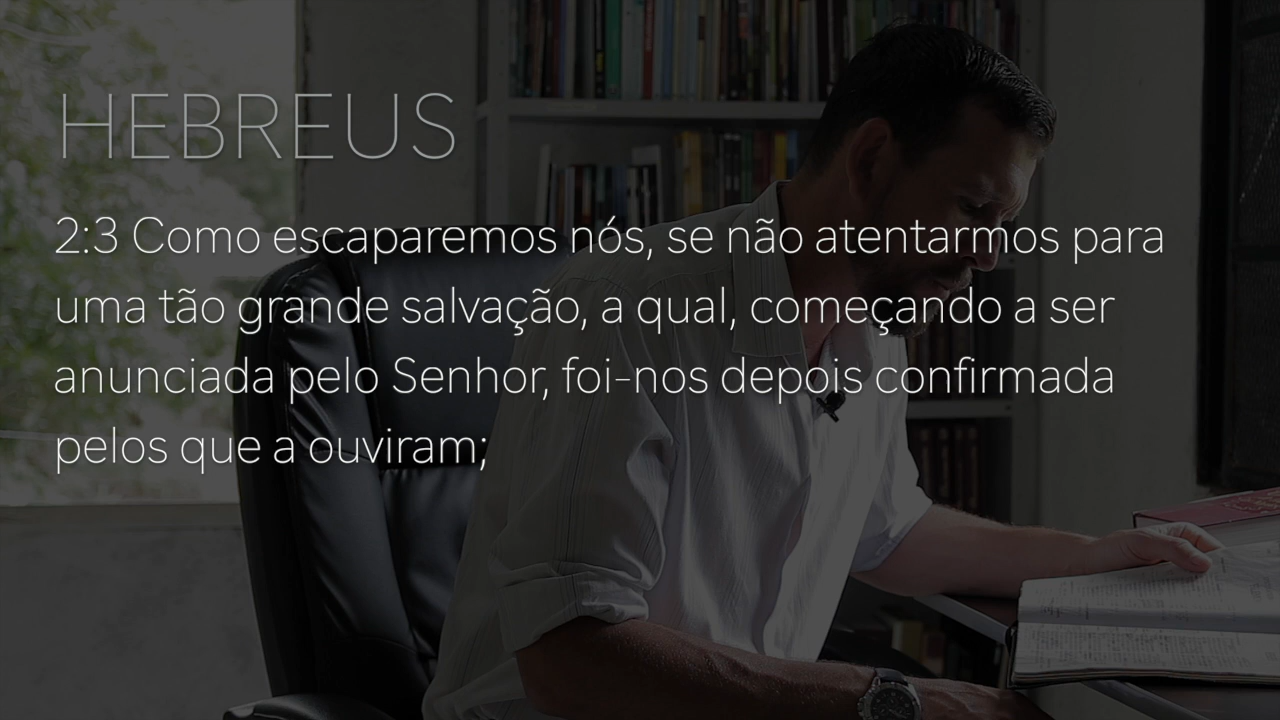 HEBREUS
2:3 Como escaparemos nós, se não atentarmos para
uma tão grande salvação, a qual, começando a ser
anunciada pelo Senhor, foi-nos depois confirmada
pelos que a ouviram;